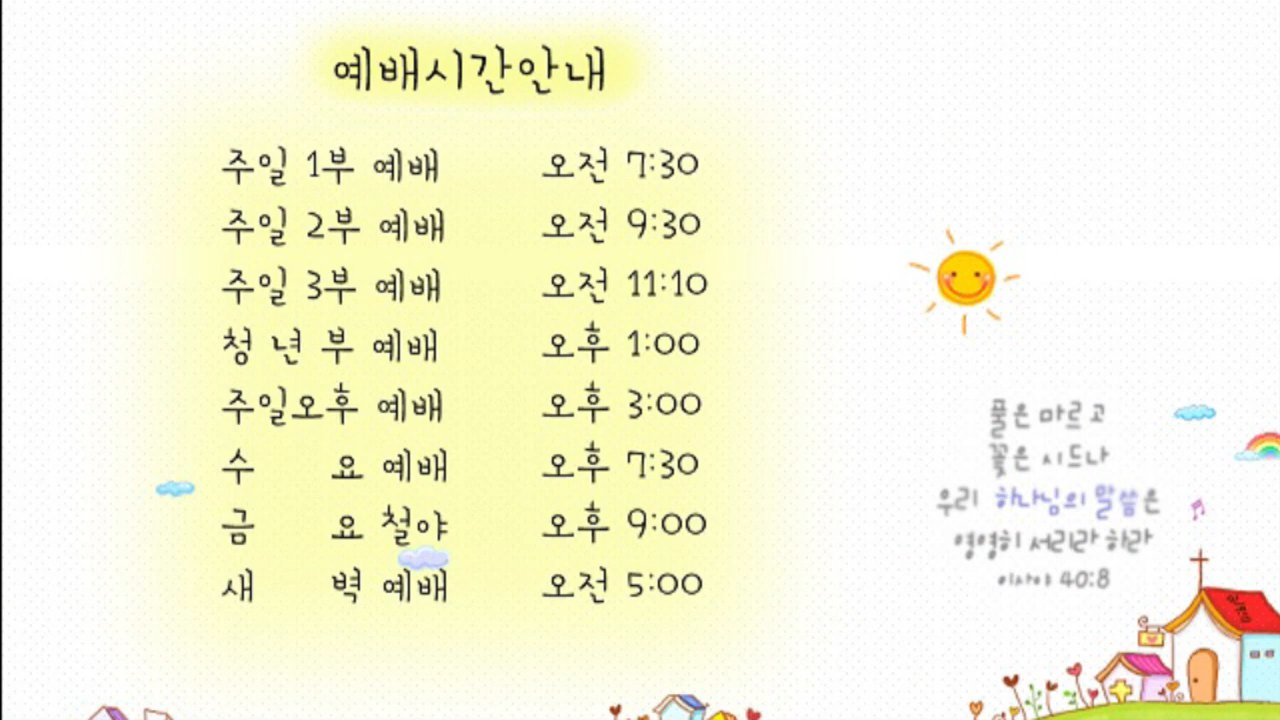 예배시간안내
주일 1부 예배 오전 7:30
주일 2부 예배 오전 9:30
주일 3부 예배 오전 11:10
청 년 부 예배 오후 1:00
주일오후 예배 오후 3:00
수 요 예배 오후 7:30
금 요 철야 오후 9:00
새 벽 예배 오전 5:00
풀은 마르고
꽃은 시드나
우리 하나님의 말씀은
영영히 서리라 하라
이사야 40:8